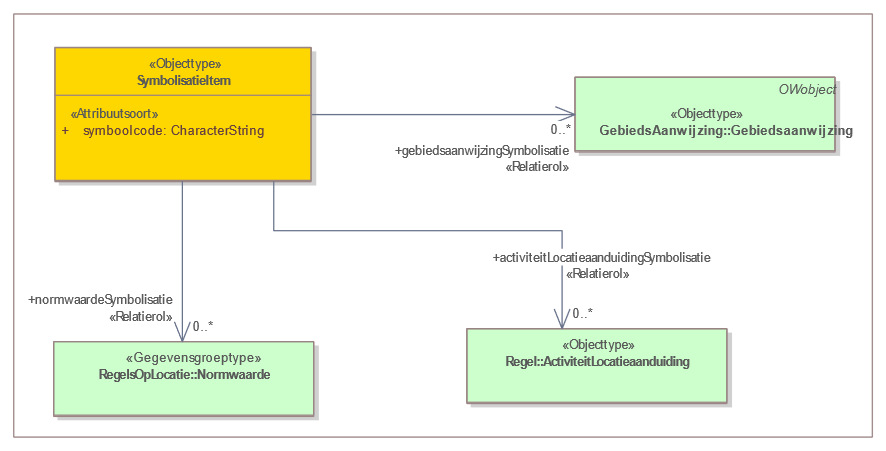 «Objecttype»
SymbolisatieItem
«Attribuutsoort»
+ symboolcode: CharacterString
OWobject
«Objecttype»
GebiedsAanwijzing::Gebiedsaanwijzing
0..*
+gebiedsaanwijzingSymbolisatie
«Relatierol»
+activiteitLocatieaanduidingSymbolisatie
«Relatierol»
+normwaardeSymbolisatie
«Relatierol»
0..*
0..*
«Gegevensgroeptype»
RegelsOpLocatie::Normwaarde
«Objecttype»
Regel::ActiviteitLocatieaanduiding